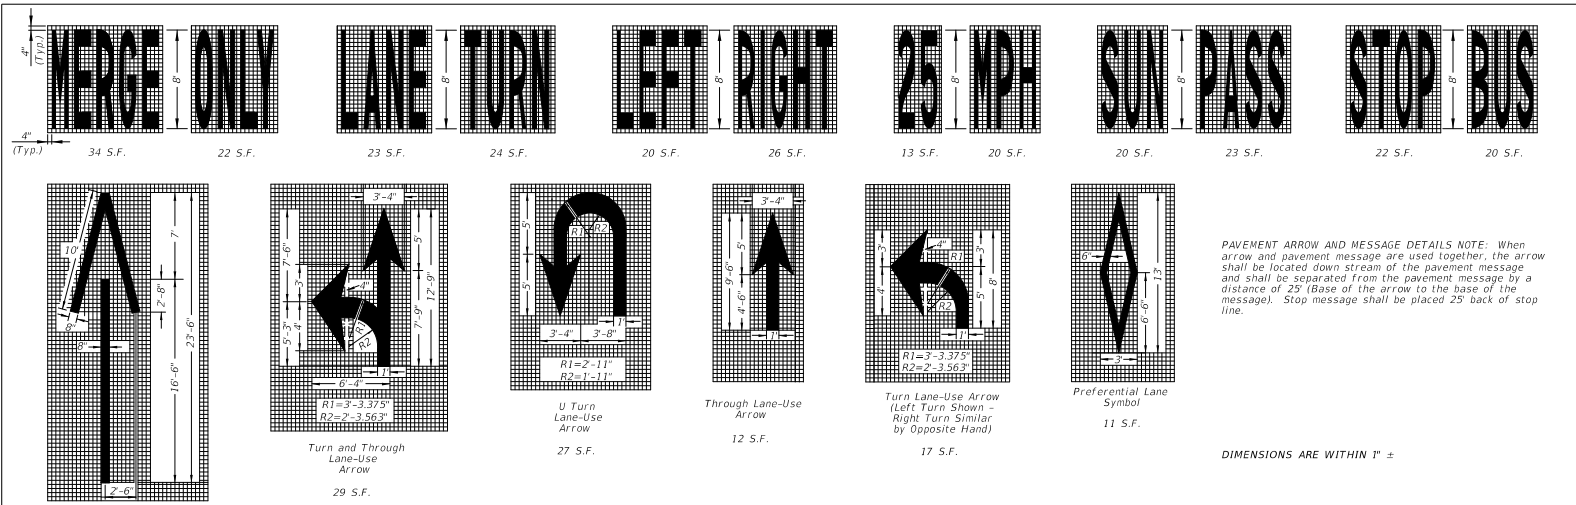 4"
(Typ.)
MERGE
8'
ONLY
LANE
8'
TURN
LEFT
8'
RIGHT
25
8'
MPH
SUN
8'
PASS
STOP
8'
BUS
4"
(Typ.)
34 S.F.
22 S.F.
23 S.F.
24 S.F.
20 S.F.
26 S.F.
13 S.F.
20 S.F.
20 S.F.
23 S.F.
22 S.F.
20 S.F.
10'
7'
2'-8"
8"
8"
16'-6"
23'-6"
2'-6"
3'-4"
7'-6"
3'
5'
12'-9"
4"
5'-3"
4'
R1
R2
7'-9"
1'
6'-4"
R1=3'-3.375"
R2=2'-3.563"
Turn and Through
Lane-Use
Arrow
29 S.F.
5'
R1
R2
5'
1'
3'-4"
3'-8"
R1=2'-11"
R2=1'-11"
U Turn
Lane-Use
Arrow
27 S.F.
3'-4"
5'
9'-6"
4'-6"
1'
Through Lane-Use
Arrow
12 S.F.
3'
4"
R1
3'
4'
R2
5'
8'
1'
R1=3'-3.375"
R2=2'-3.563"
Turn Lane-Use Arrow
(Left Turn Shown -
Right Turn Similar
by Opposite Hand)
17 S.F.
6"
13'
6'-6"
3'
Preferential Lane
Symbol
11 S.F.
PAVEMENT ARROW AND MESSAGE DETAILS NOTE: When
arrow and pavement message are used together, the arrow
shall be located down stream of the pavement message
and shall be separated from the pavement message by a
distance of 25' (Base of the arrow to the base of the
message). Stop message shall be placed 25' back of stop
line.
DIMENSIONS ARE WITHIN 1" ±